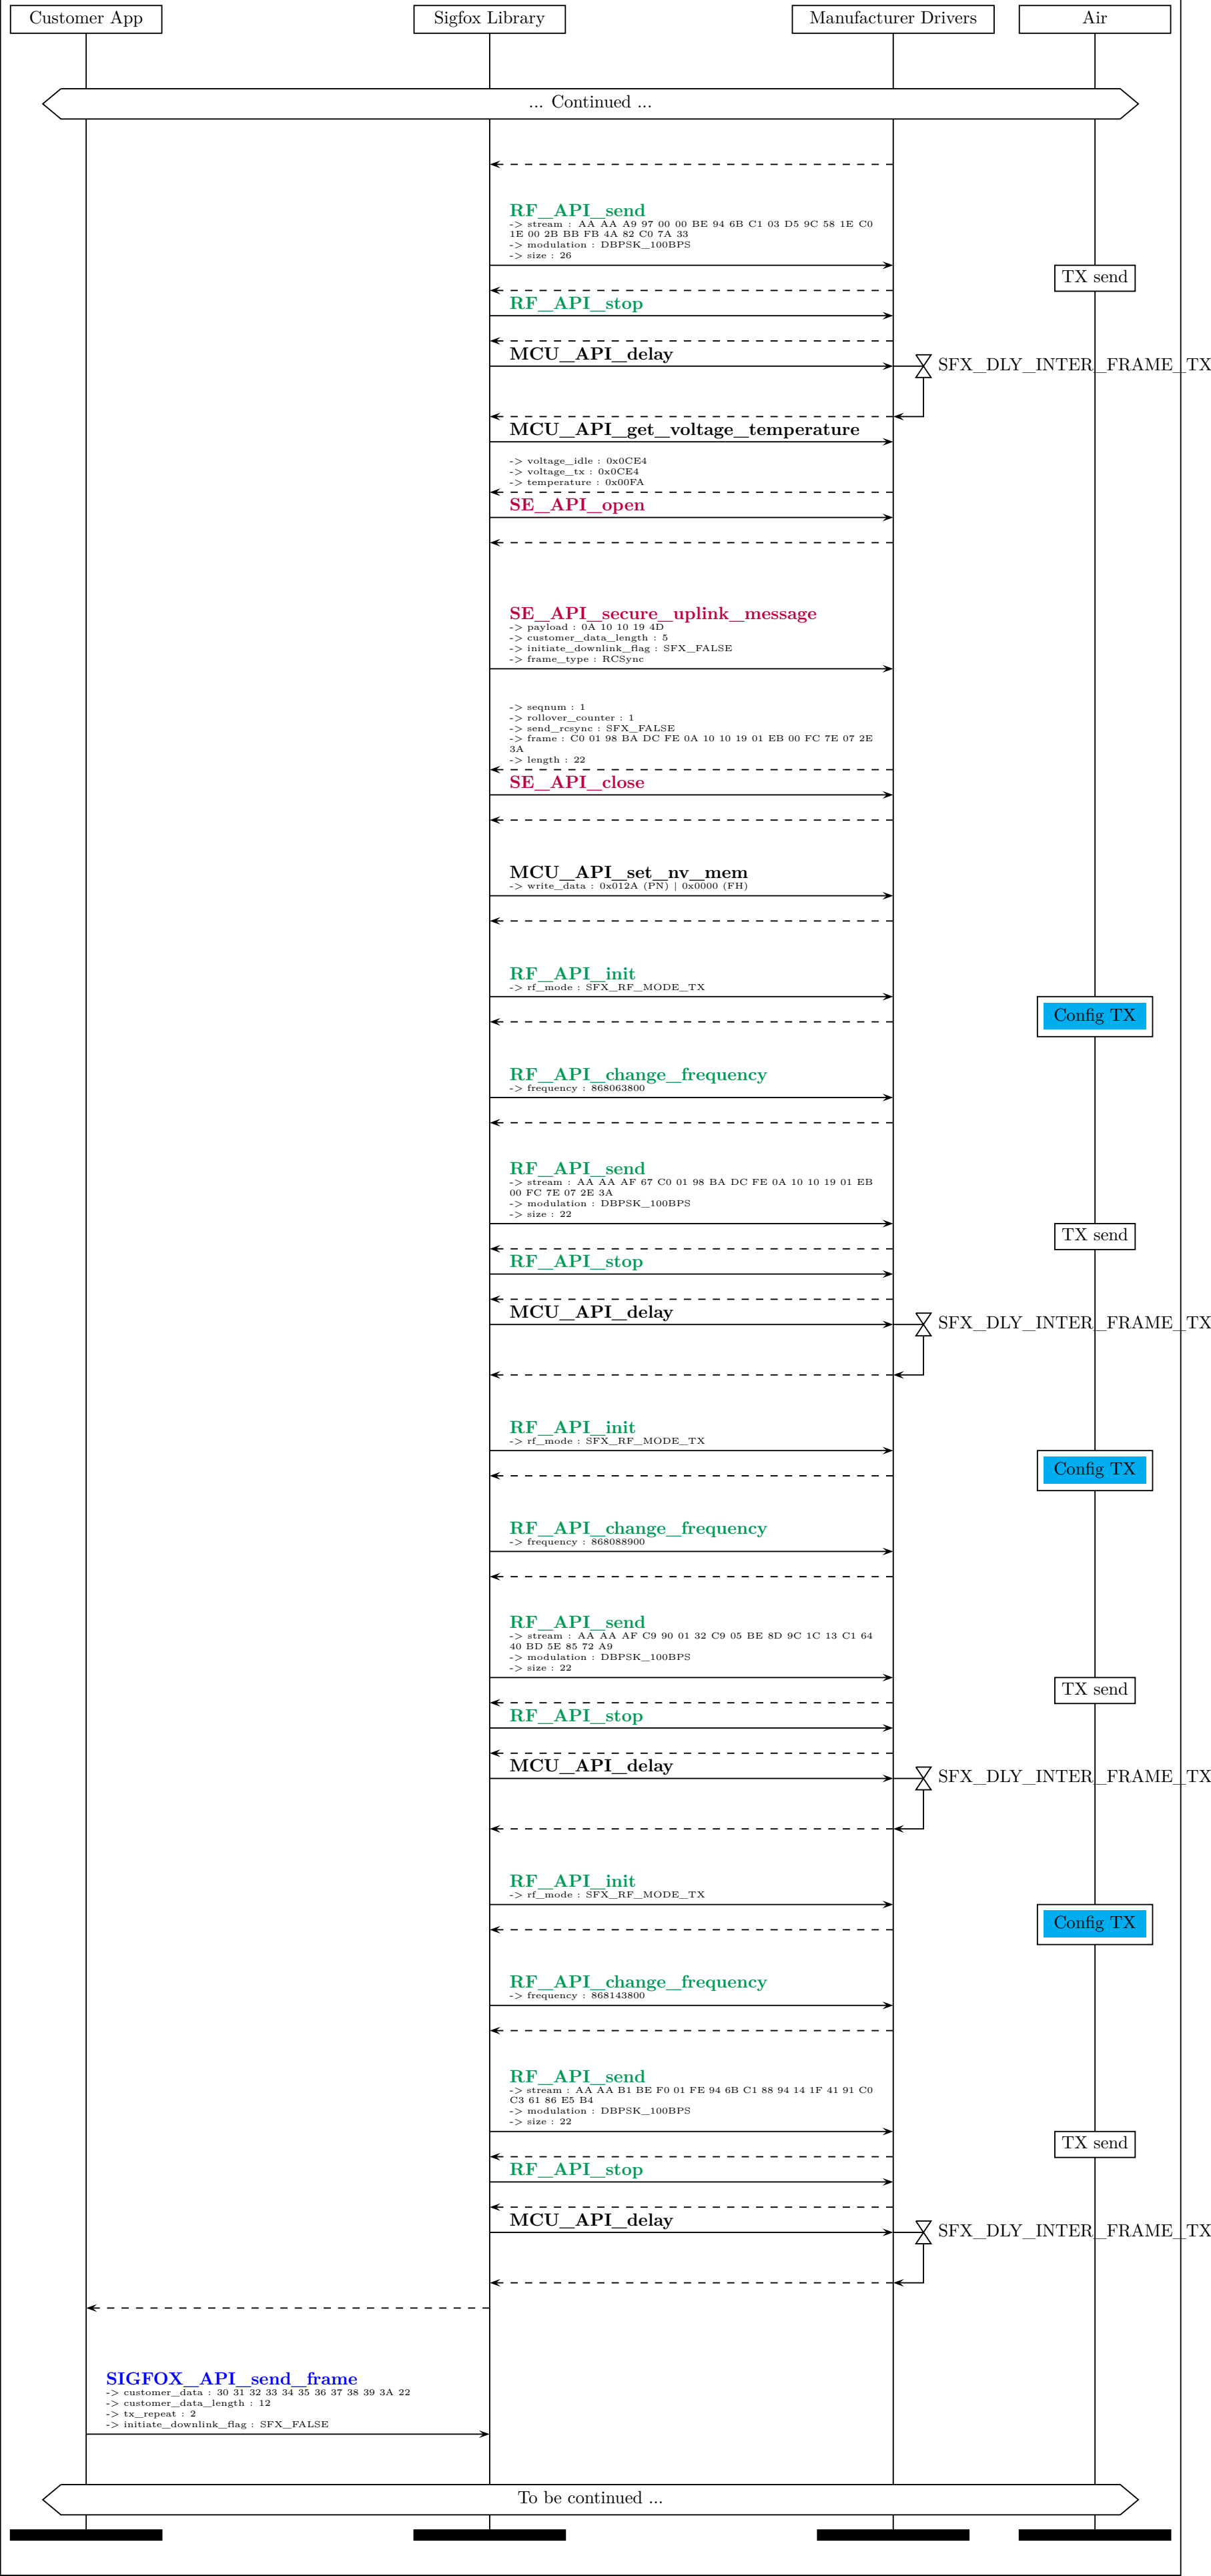 Customer App
Sigfox Library
Manufacturer Drivers
Air
... Continued ...
RF_API_send
-> stream : AA AA A9 97 00 00 BE 94 6B C1 03 D5 9C 58 1E C0
1E 00 2B BB FB 4A 82 C0 7A 33
-> modulation : DBPSK_100BPS
-> size : 26
TX send
RF_API_stop
MCU_API_delay
SFX_DLY_INTER_FRAME_TX
MCU_API_get_voltage_temperature
-> voltage_idle : 0x0CE4
-> voltage_tx : 0x0CE4
-> temperature : 0x00FA
SE_API_open
SE_API_secure_uplink_message
-> payload : 0A 10 10 19 4D
-> customer_data_length : 5
-> initiate_downlink_flag : SFX_FALSE
-> frame_type : RCSync
-> seqnum : 1
-> rollover_counter : 1
-> send_rcsync : SFX_FALSE
-> frame : C0 01 98 BA DC FE 0A 10 10 19 01 EB 00 FC 7E 07 2E
3A
-> length : 22
SE_API_close
MCU_API_set_nv_mem
-> write_data : 0x012A (PN) | 0x0000 (FH)
RF_API_init
-> rf_mode : SFX_RF_MODE_TX
Config TX
RF_API_change_frequency
-> frequency : 868063800
RF_API_send
-> stream : AA AA AF 67 C0 01 98 BA DC FE 0A 10 10 19 01 EB
00 FC 7E 07 2E 3A
-> modulation : DBPSK_100BPS
-> size : 22
TX send
RF_API_stop
MCU_API_delay
SFX_DLY_INTER_FRAME_TX
RF_API_init
-> rf_mode : SFX_RF_MODE_TX
Config TX
RF_API_change_frequency
-> frequency : 868088900
RF_API_send
-> stream : AA AA AF C9 90 01 32 C9 05 BE 8D 9C 1C 13 C1 64
40 BD 5E 85 72 A9
-> modulation : DBPSK_100BPS
-> size : 22
TX send
RF_API_stop
MCU_API_delay
SFX_DLY_INTER_FRAME_TX
RF_API_init
-> rf_mode : SFX_RF_MODE_TX
Config TX
RF_API_change_frequency
-> frequency : 868143800
RF_API_send
-> stream : AA AA B1 BE F0 01 FE 94 6B C1 88 94 14 1F 41 91 C0
C3 61 86 E5 B4
-> modulation : DBPSK_100BPS
-> size : 22
TX send
RF_API_stop
MCU_API_delay
SFX_DLY_INTER_FRAME_TX
SIGFOX_API_send_frame
-> customer_data : 30 31 32 33 34 35 36 37 38 39 3A 22
-> customer_data_length : 12
-> tx_repeat : 2
-> initiate_downlink_flag : SFX_FALSE
To be continued ...